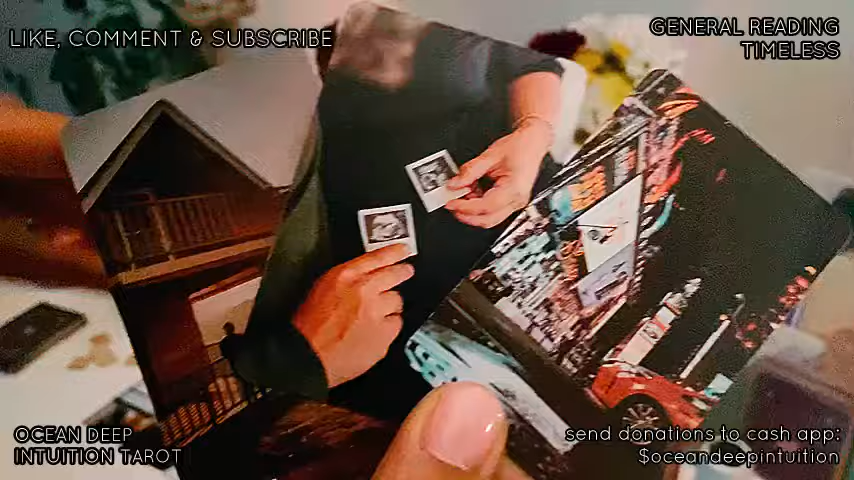 LIKE, COMMENT & SUBSCRIBE
GENERAL READING
TIMELESS
OCEAN DEEP
INTUITION TAROT
send donations to cash app:
$oceandeepintuition